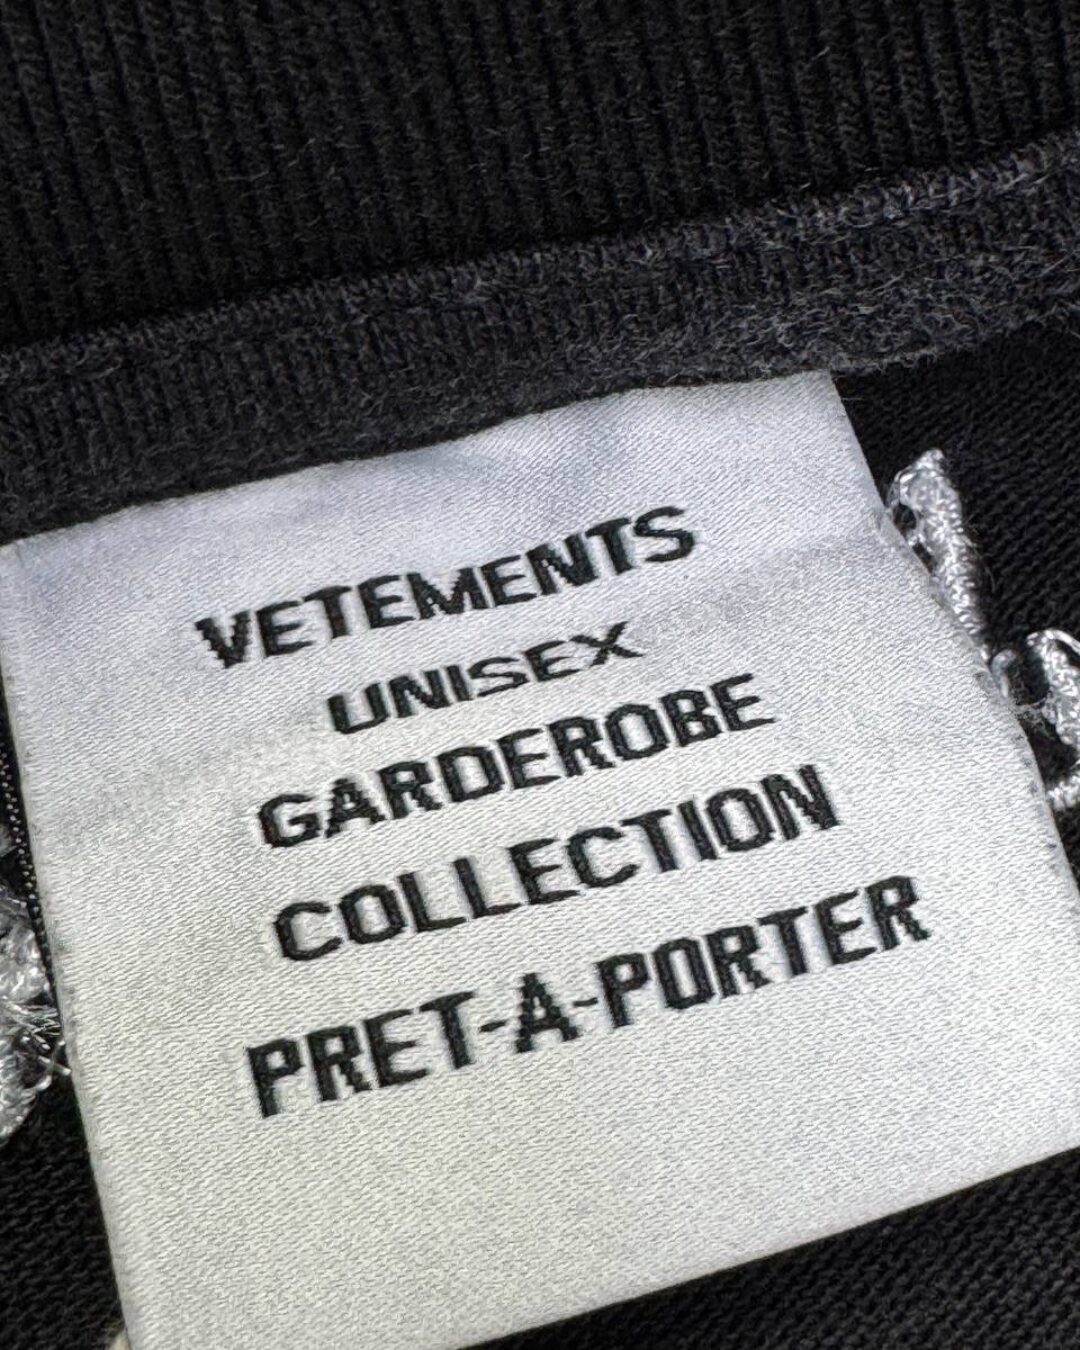 VETEMENTS
UNISEX
GARDEROBE
COLLECTION
PRET-A-PORTER